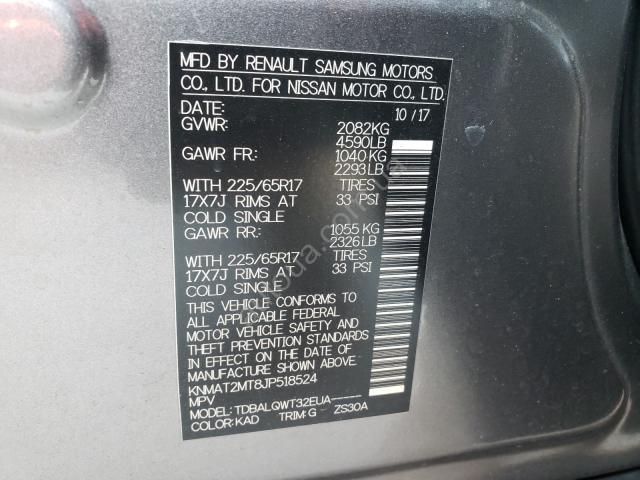 MFD BY RENAULT SAMSUNG MOTORS
CO., LTD. FOR NISSAN MOTOR CO., LTD.
DATE: 10/17
GVWR: 2082KG
4590LB
GAWR FR: 1040KG
2293LB
WITH 225/65R17 TIRES
17X7J RIMS AT 33 PSI
COLD SINGLE
GAWR RR: 1055KG
2326LB
WITH 225/65R17 TIRES
17X7J RIMS AT 33 PSI
COLD SINGLE
THIS VEHICLE CONFORMS TO
ALL APPLICABLE FEDERAL
MOTOR VEHICLE SAFETY AND
THEFT PREVENTION STANDARDS
IN EFFECT ON THE DATE OF
MANUFACTURE SHOWN ABOVE.
KNMAT2MT8JP518524
MPV
MODEL: TDBALQWT32EUA-----
COLOR: KAD TRIM: G ZS30A